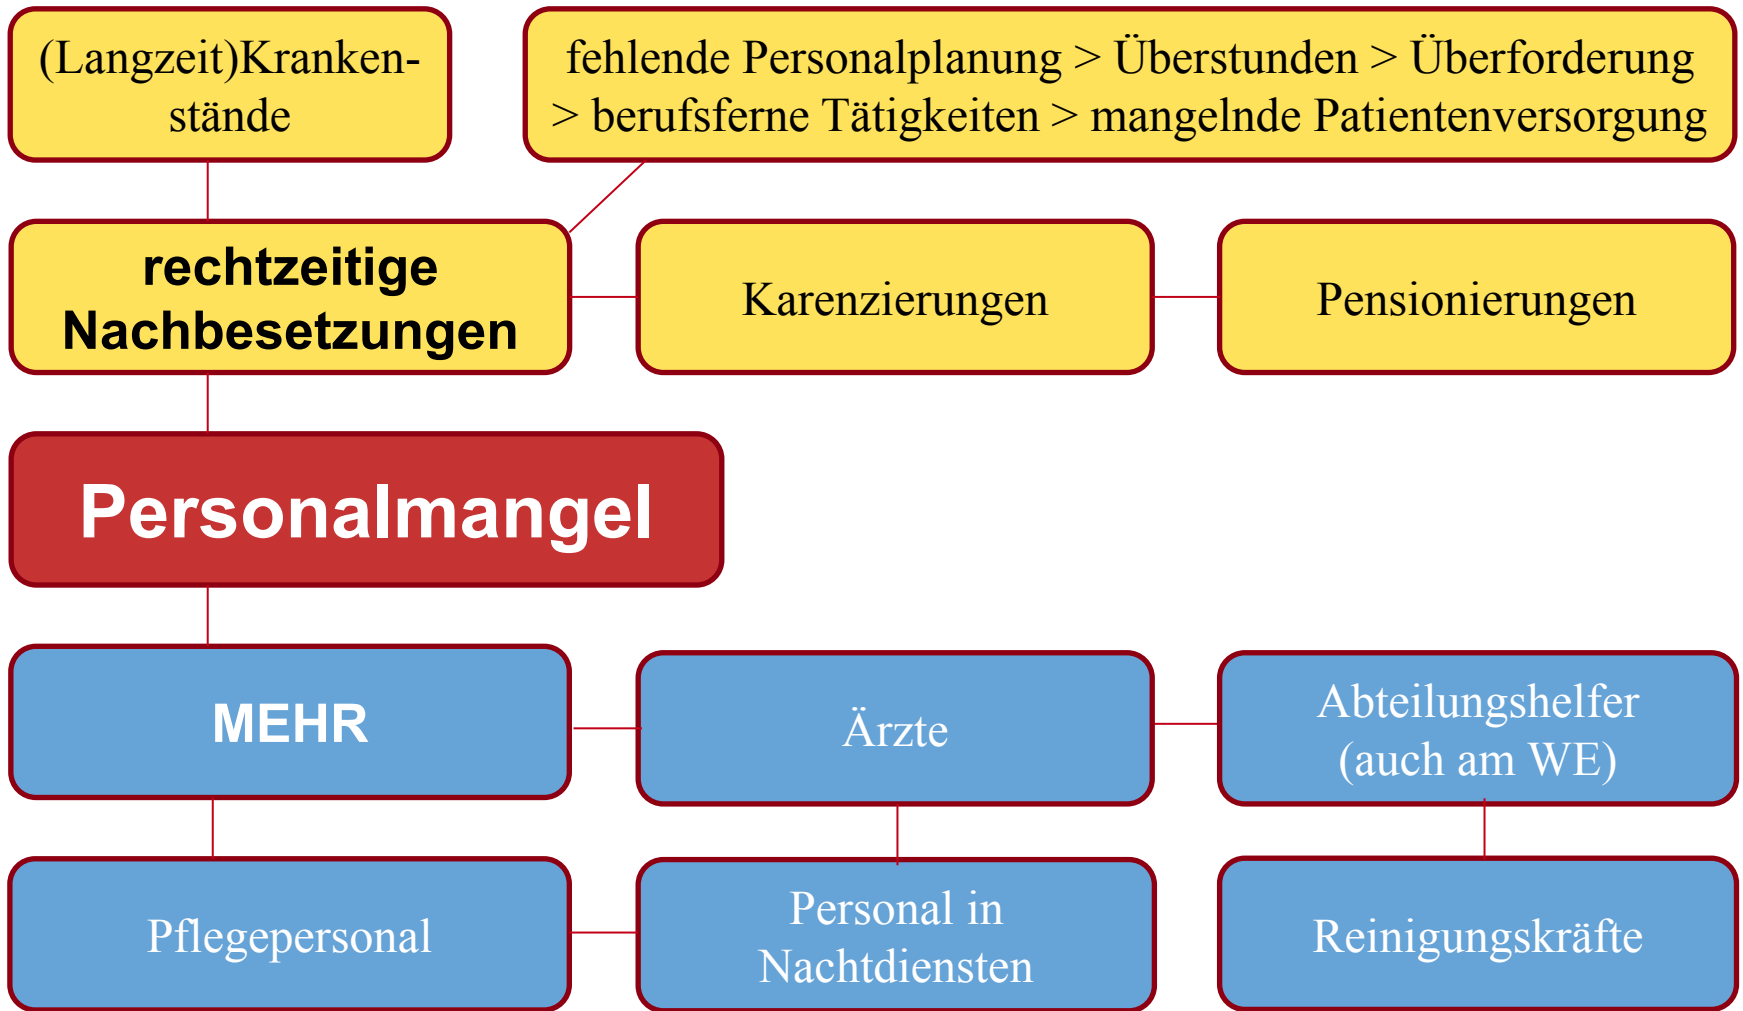 (Langzeit)Kranken-
stände
fehlende Personalplanung > Überstunden > Überforderung
> berufsferne Tätigkeiten > mangelnde Patientenversorgung
rechtzeitige
Nachbesetzungen
Karenzierungen
Pensionierungen
Personalmangel
MEHR
Ärzte
Abteilungshelfer
(auch am WE)
Pflegepersonal
Personal in
Nachtdiensten
Reinigungskräfte